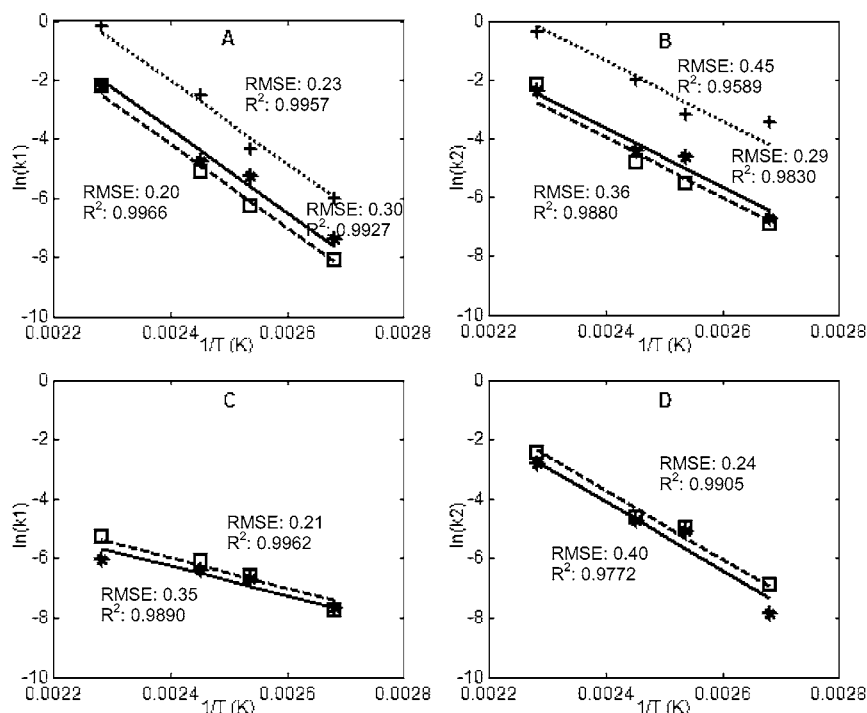 A
B
0
-2
-4
-6
-8
-10
ln(k1)
RMSE: 0.23
R²: 0.9957
RMSE: 0.20
R²: 0.9966
RMSE: 0.30
R²: 0.9927
0.0022
0.0024
0.0026
0.0028
1/T (K)
0
-2
-4
-6
-8
-10
ln(k2)
RMSE: 0.45
R²: 0.9589
RMSE: 0.29
R²: 0.9830
RMSE: 0.36
R²: 0.9880
0.0022
0.0024
0.0026
0.0028
1/T (K)
C
D
0
-2
-4
-6
-8
-10
ln(k1)
RMSE: 0.21
R²: 0.9962
RMSE: 0.35
R²: 0.9890
0.0022
0.0024
0.0026
0.0028
1/T (K)
0
-2
-4
-6
-8
-10
ln(k2)
RMSE: 0.24
R²: 0.9905
RMSE: 0.40
R²: 0.9772
0.0022
0.0024
0.0026
0.0028
1/T (K)